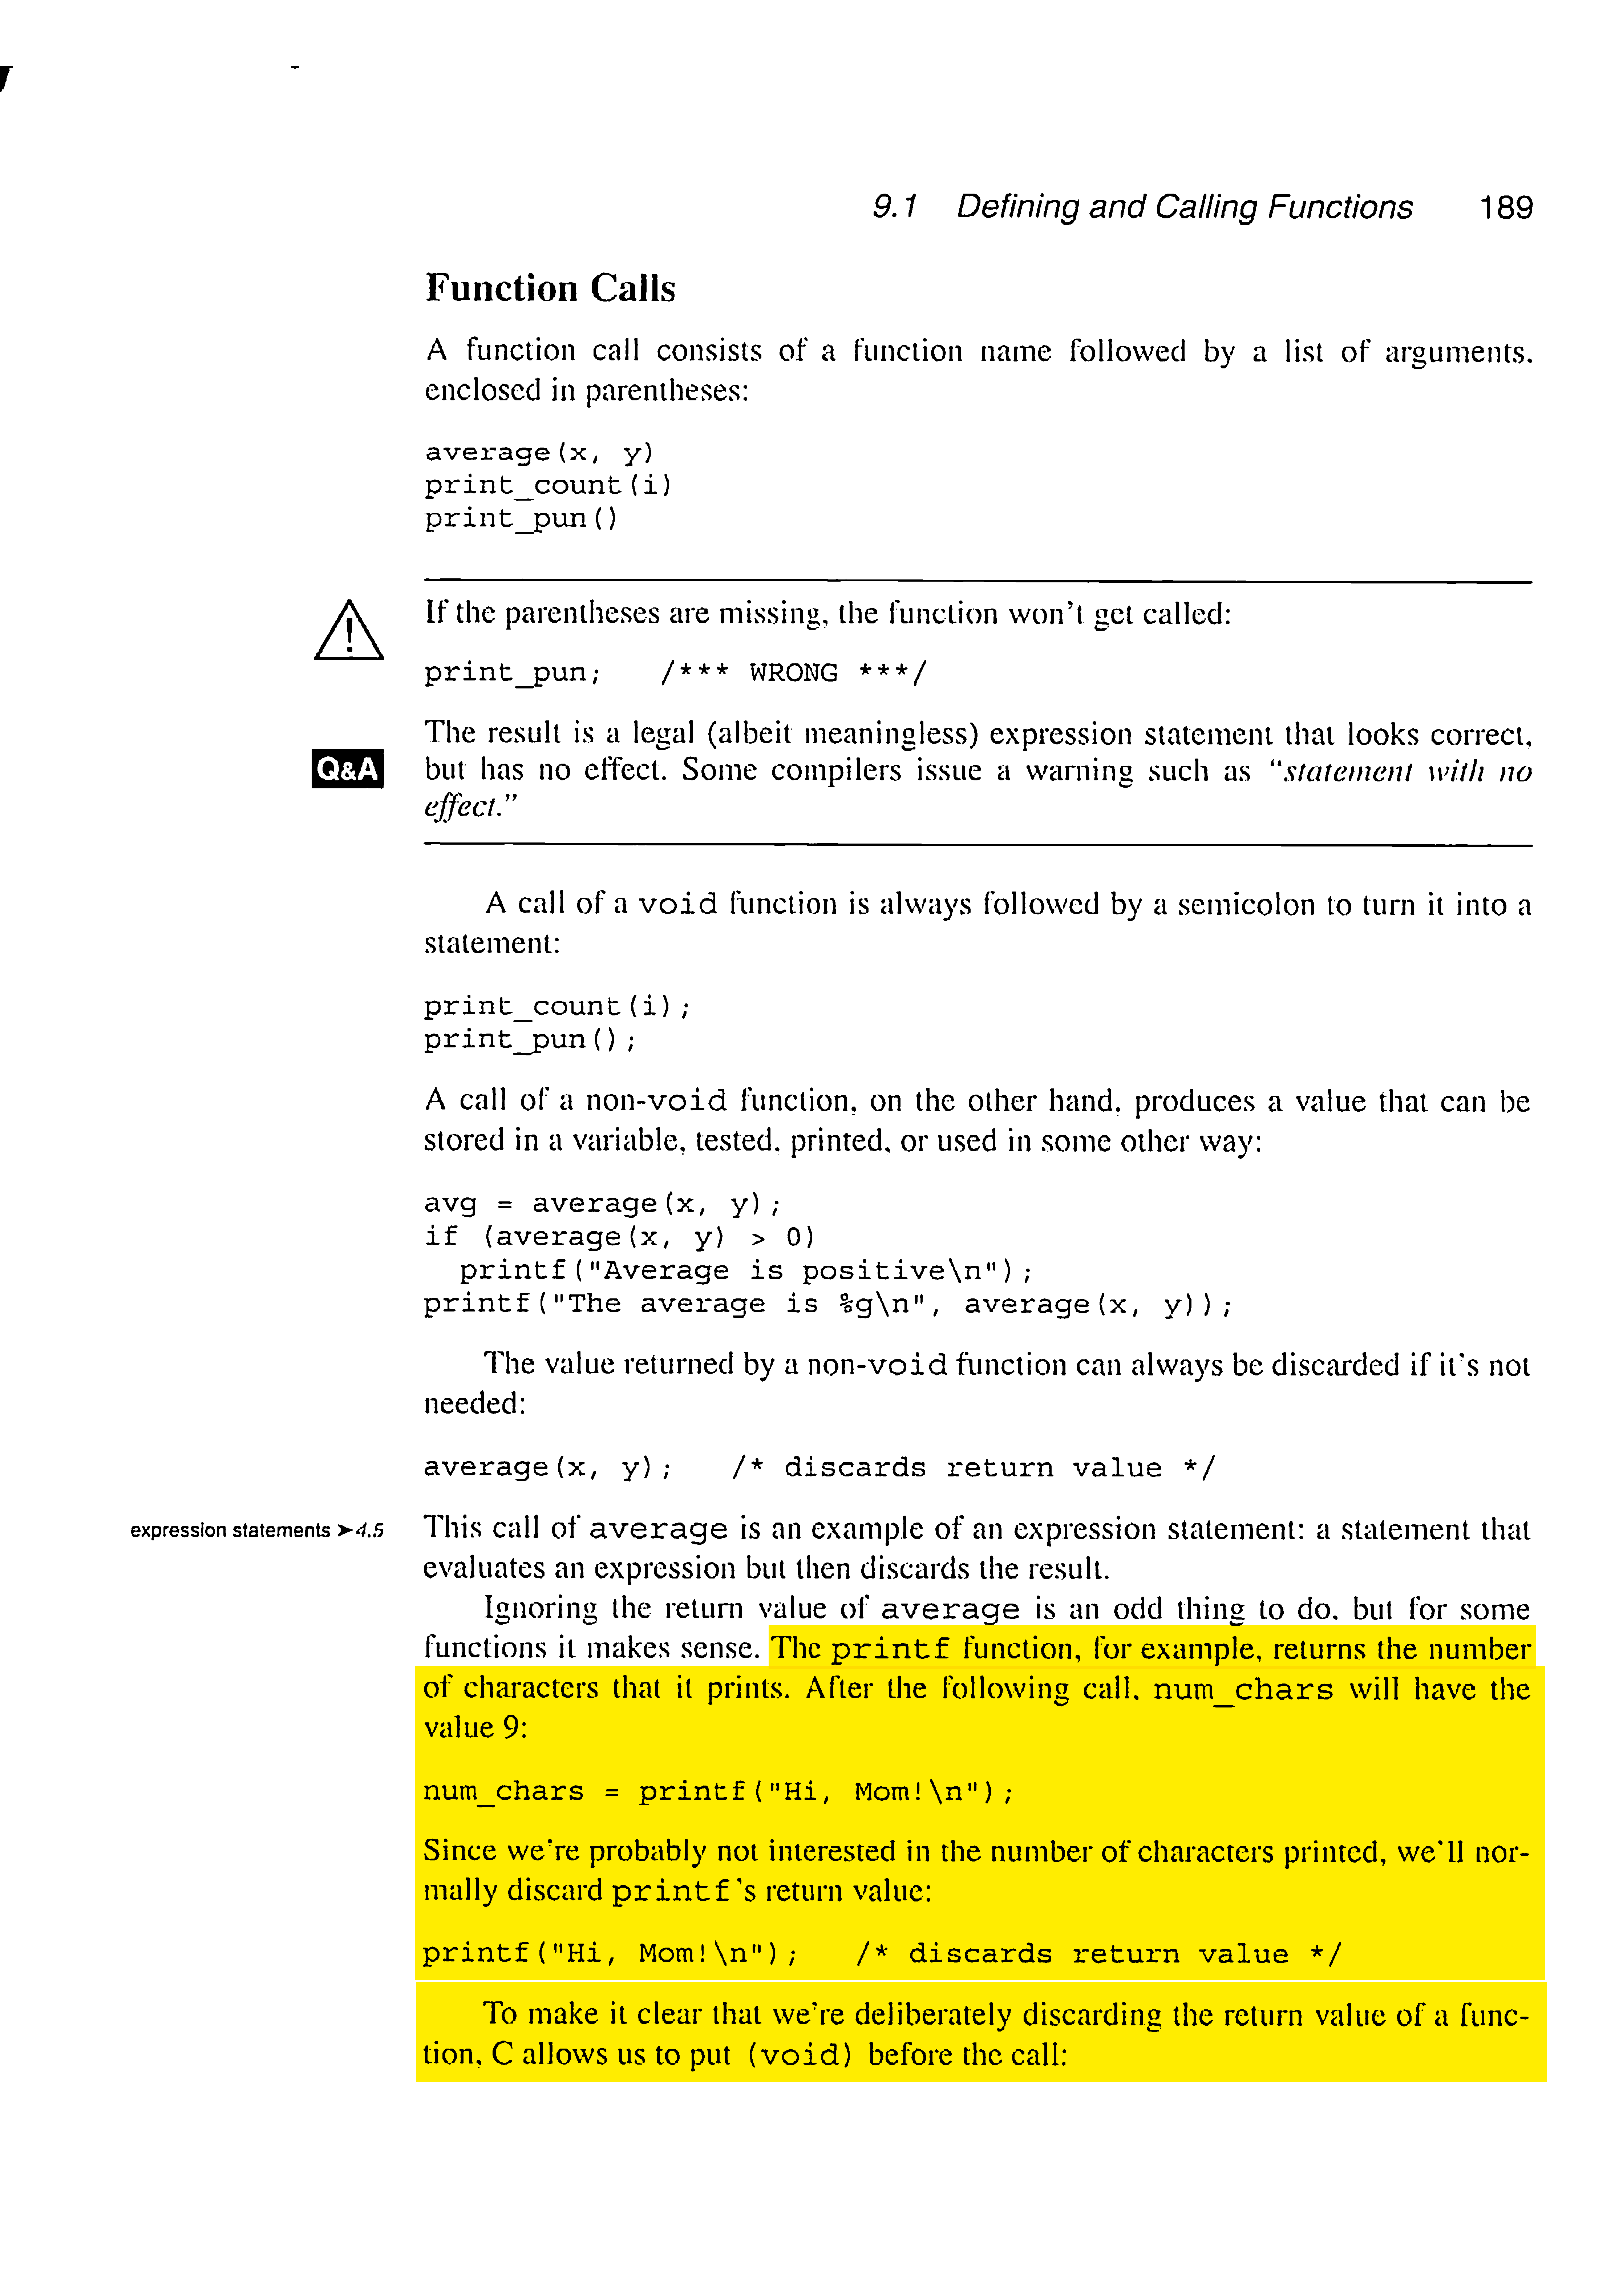 9.1 Defining and Calling Functions 189
Function Calls
A function call consists of a function name followed by a list of arguments,
enclosed in parentheses:
average(x, y)
print_count(i)
print_pun()
If the parentheses are missing, the function won't get called:
print_pun; /*** WRONG ***/
The result is a legal (albeit meaningless) expression statement that looks correct,
Q&A
but has no effect. Some compilers issue a warning such as "statement with no
effect."
A call of a void function is always followed by a semicolon to turn it into a
statement:
print_count(i);
print_pun();
A call of a non-void function, on the other hand, produces a value that can be
stored in a variable, tested, printed, or used in some other way:
avg = average(x, y);
if (average(x, y) > 0)
printf("Average is positive\n");
printf("The average is %g\n", average(x, y));
The value returned by a non-void function can always be discarded if it's not
needed:
average(x, y); /* discards return value */
expression statements ➤4.5
This call of average is an example of an expression statement: a statement that
evaluates an expression but then discards the result.
Ignoring the return value of average is an odd thing to do, but for some
functions it makes sense. The printf function, for example, returns the number
of characters that it prints. After the following call, num_chars will have the
value 9:
num_chars = printf("Hi, Mom!\n");
Since we're probably not interested in the number of characters printed, we'll nor-
mally discard printf's return value:
printf("Hi, Mom!\n"); /* discards return value */
To make it clear that we're deliberately discarding the return value of a func-
tion, C allows us to put (void) before the call: